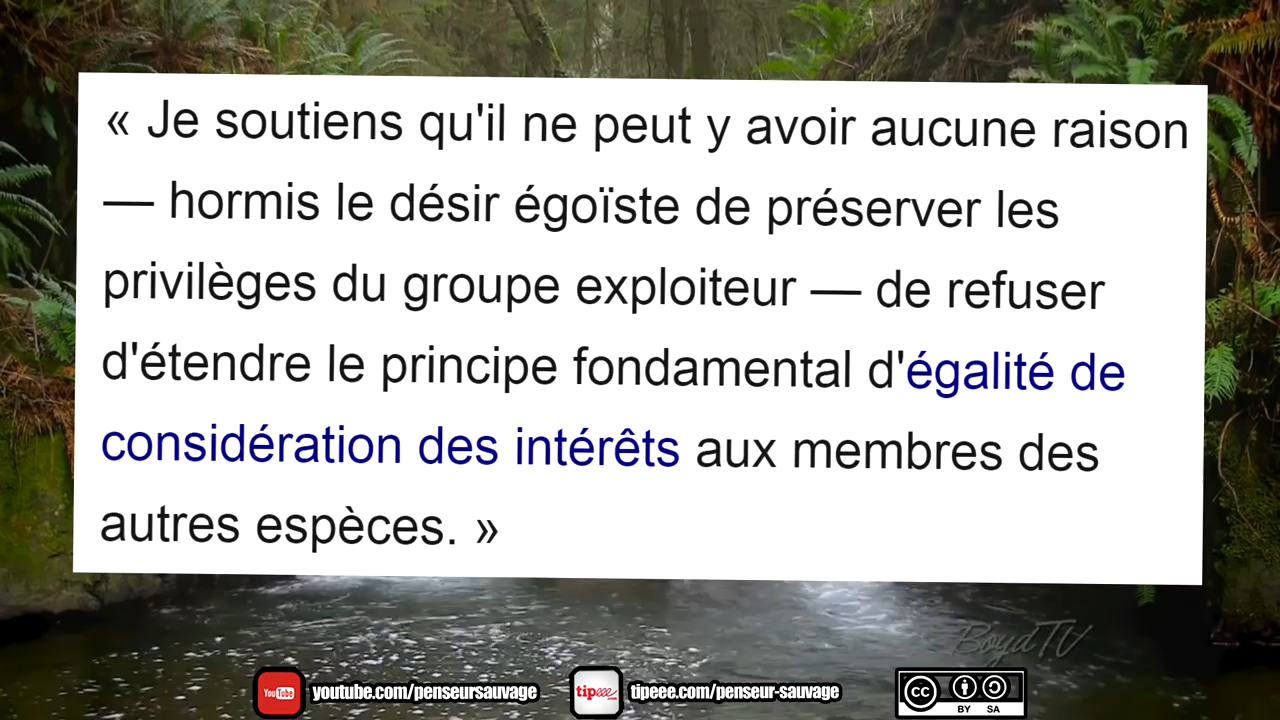 « Je soutiens qu'il ne peut y avoir aucune raison
— hormis le désir égoïste de préserver les
privilèges du groupe exploiteur — de refuser
d'étendre le principe fondamental d'égalité de
considération des intérêts aux membres des
autres espèces. »
BoydTV
YouTube youtube.com/penseursauvage tipeee tipeee.com/penseur-sauvage cc
BY SA